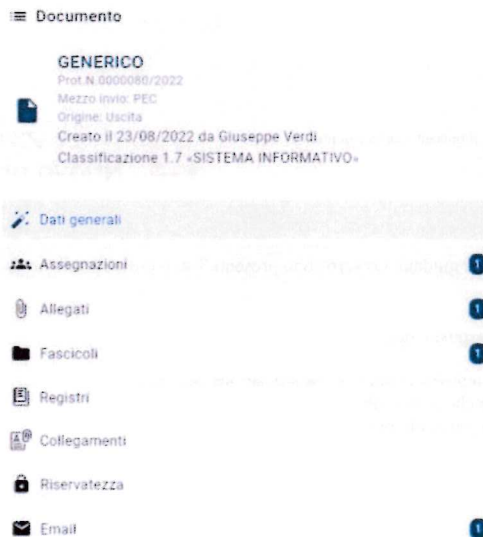 Documento
GENERICO
Prot.N.0000080/2022
Mezzo invio: PEC
Origine: Uscita
Creato il 23/08/2022 da Giuseppe Verdi
Classificazione 1.7 «SISTEMA INFORMATIVO»
Dati generali
Assegnazioni 1
Allegati 1
Fascicoli 1
Registri
Collegamenti
Riservatezza
Email 1